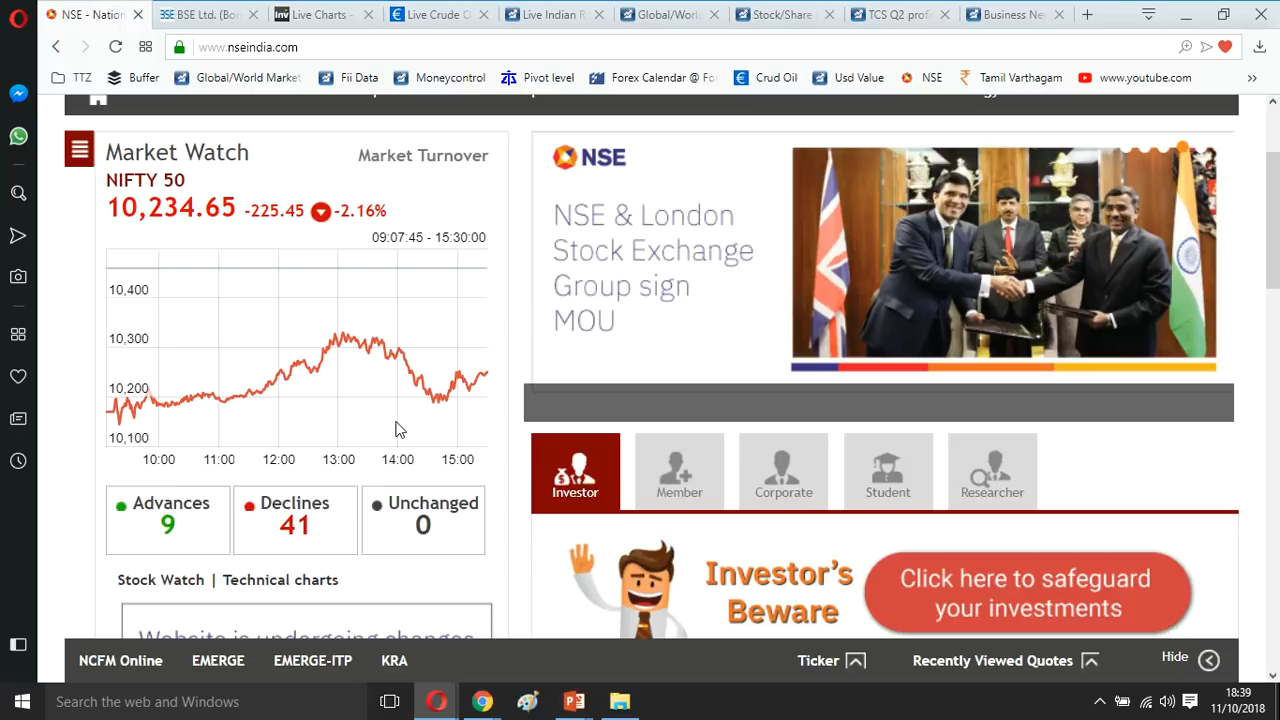 NSE - Nation
BSE Ltd. (Bo
Live Charts -
Live Crude O
Live Indian R
Global/Worl
Stock/Share
TCS Q2 profi
Business Ne
www.nseindia.com
TTZ
Buffer
Global/World Market
Fii Data
Moneycontrol
Pivot level
Forex Calendar @ Fo
Crud Oil
Usd Value
NSE
Tamil Varthagam
www.youtube.com
Market Watch
Market Turnover
NIFTY 50
10,234.65 -225.45 -2.16%
09:07:45 - 15:30:00
10,400
10,300
10,200
10,100
10:00 11:00 12:00 13:00 14:00 15:00
Advances
9
Declines
41
Unchanged
0
Stock Watch | Technical charts
Website is undergoing changes
NSE
NSE & London
Stock Exchange
Group sign
MOU
Investor
Member
Corporate
Student
Researcher
Investor's
Beware
Click here to safeguard
your investments
NCFM Online EMERGE EMERGE-ITP KRA
Ticker
Recently Viewed Quotes
Hide
Search the web and Windows
18:39
11/10/2018